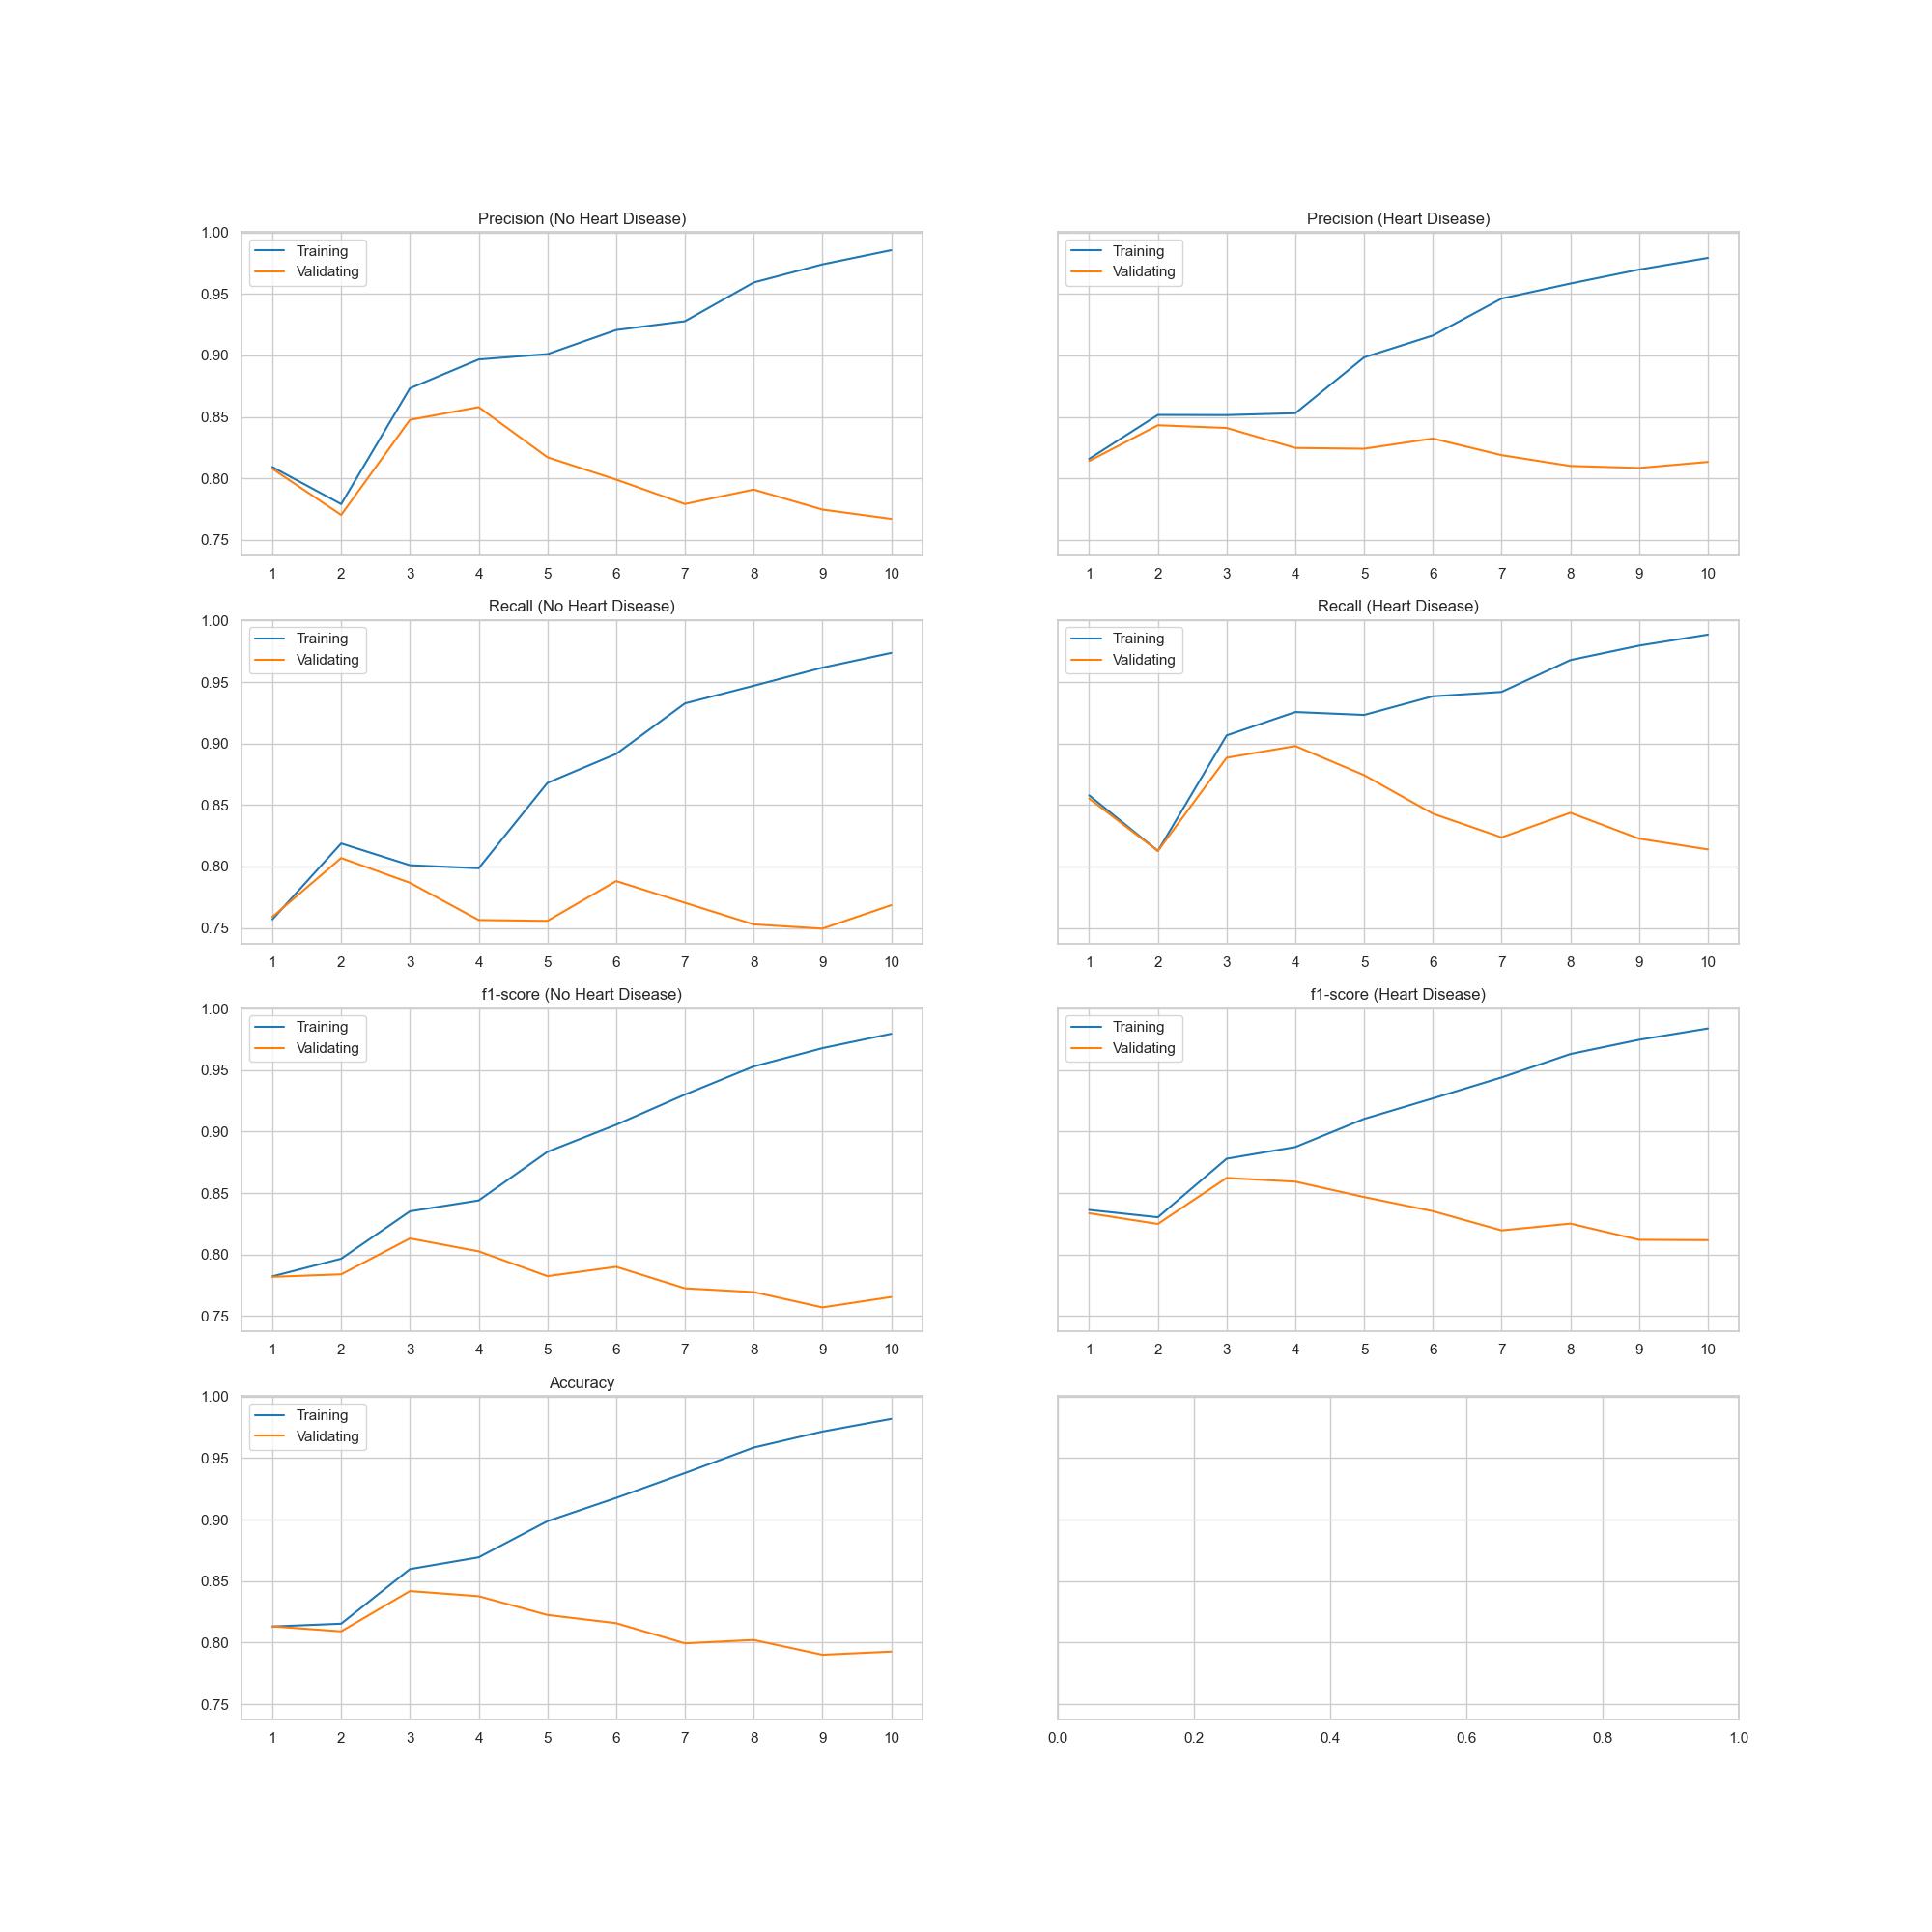 Precision (No Heart Disease)
1.00
0.95
0.90
0.85
0.80
0.75
Training
Validating
1 2 3 4 5 6 7 8 9 10
Precision (Heart Disease)
Training
Validating
1 2 3 4 5 6 7 8 9 10
Recall (No Heart Disease)
1.00
0.95
0.90
0.85
0.80
0.75
Training
Validating
1 2 3 4 5 6 7 8 9 10
Recall (Heart Disease)
Training
Validating
1 2 3 4 5 6 7 8 9 10
f1-score (No Heart Disease)
1.00
0.95
0.90
0.85
0.80
0.75
Training
Validating
1 2 3 4 5 6 7 8 9 10
f1-score (Heart Disease)
Training
Validating
1 2 3 4 5 6 7 8 9 10
Accuracy
1.00
0.95
0.90
0.85
0.80
0.75
Training
Validating
1 2 3 4 5 6 7 8 9 10
0.0 0.2 0.4 0.6 0.8 1.0